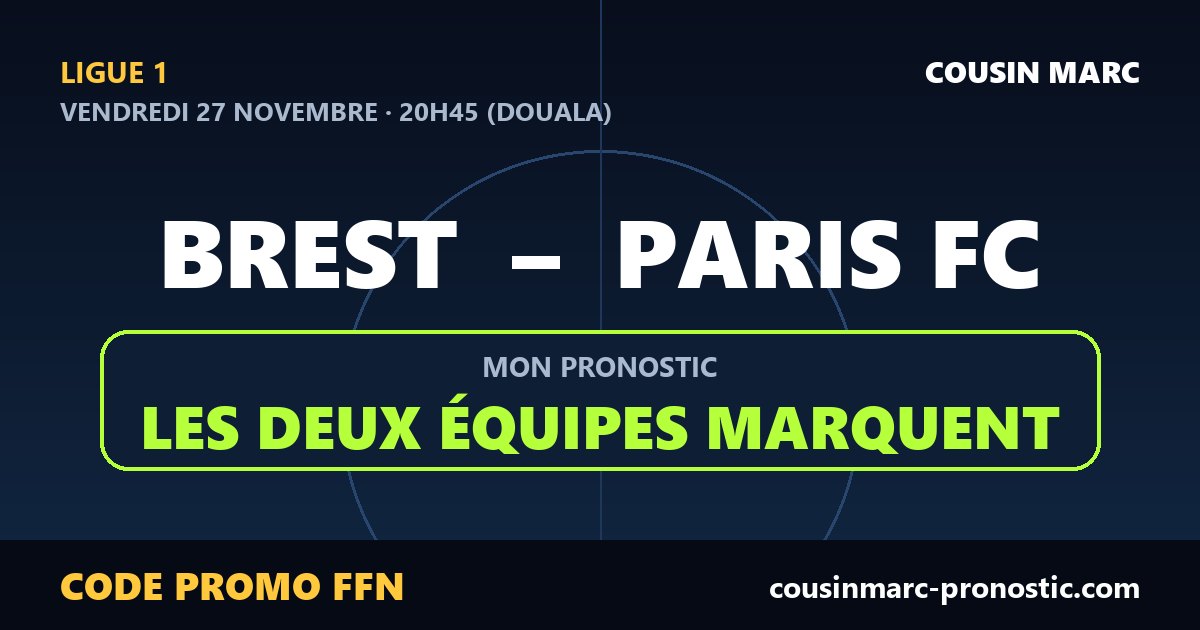 LIGUE 1
COUSIN MARC
VENDREDI 27 NOVEMBRE · 20H45 (DOUALA)
BREST – PARIS FC
MON PRONOSTIC
LES DEUX ÉQUIPES MARQUENT
CODE PROMO FFN
cousinmarc-pronostic.com